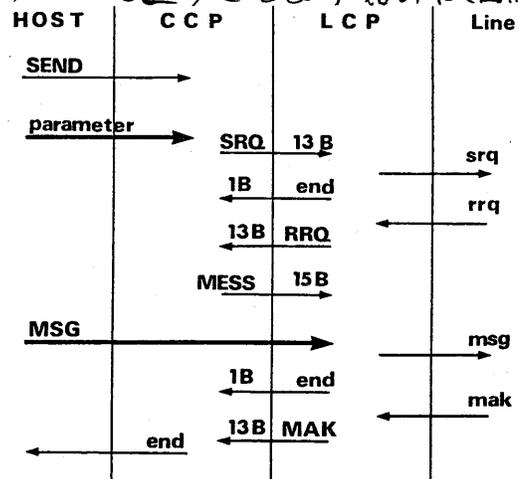 HOST CCP LCP Line
SEND
parameter
SRQ 13B
srq
1B end
rrq
13B RRQ
MESS 15B
MSG
msg
1B end
mak
13B MAK
end